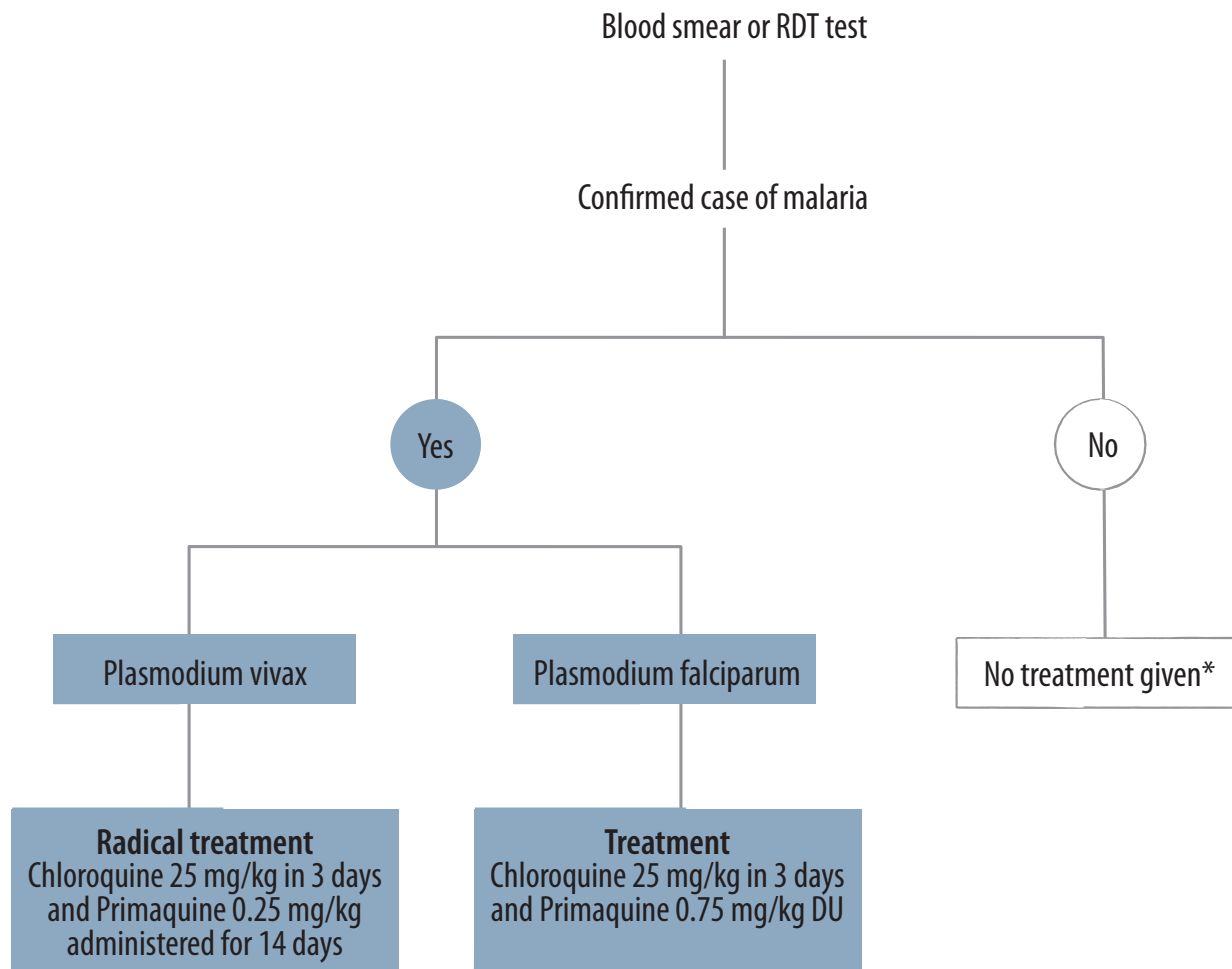 Blood smear or RDT test
Confirmed case of malaria
Yes
No
Plasmodium vivax
Plasmodium falciparum
No treatment given*
Radical treatment
Chloroquine 25 mg/kg in 3 days
and Primaquine 0.25 mg/kg
administered for 14 days
Treatment
Chloroquine 25 mg/kg in 3 days
and Primaquine 0.75 mg/kg DU